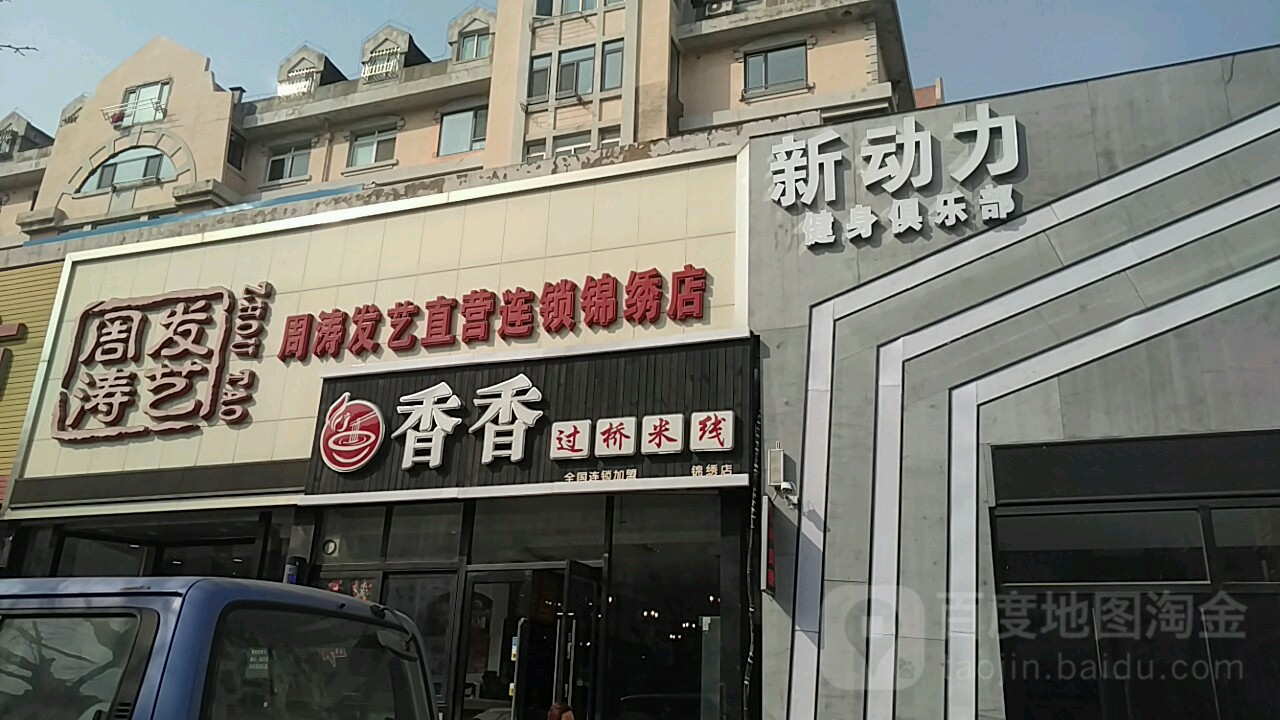 新动力
健身俱乐部
周涛发艺直营连锁锦绣店
周发
涛艺
ZHOU TAO
香香过桥米线
全国连锁加盟 锦绣店
百度地图淘金
taojin.baidu.com